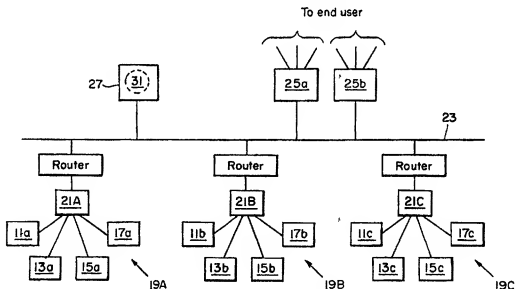 To end user
27
31
25a
25b
23
Router
Router
Router
21A
21B
21C
11a
17a
11b
17b
11c
17c
13a
15a
13b
15b
13c
15c
19A
19B
19C